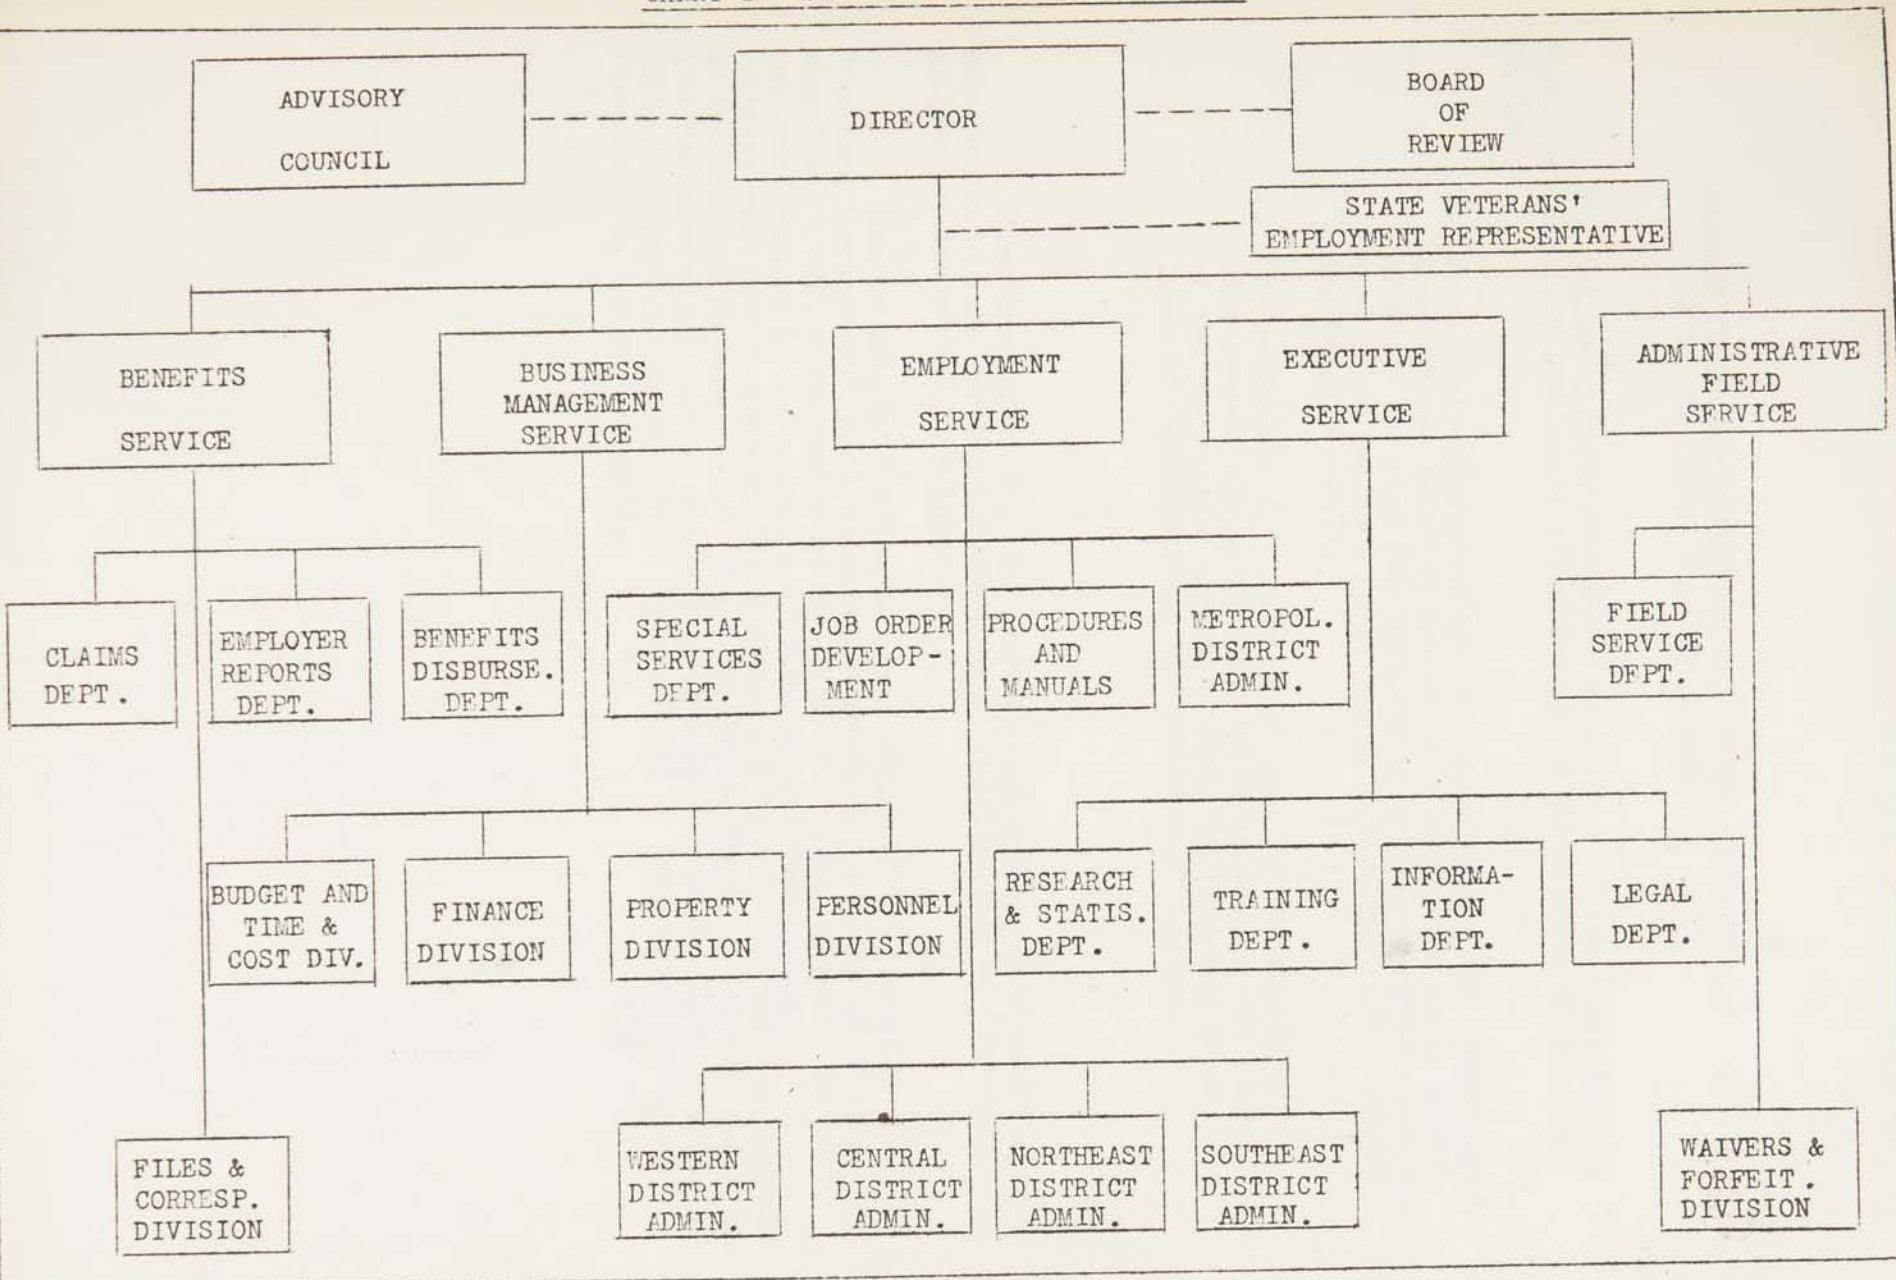 ADVISORY
COUNCIL
DIRECTOR
BOARD
OF
REVIEW
STATE VETERANS'
EMPLOYMENT REPRESENTATIVE
BENEFITS
SERVICE
BUSINESS
MANAGEMENT
SERVICE
EMPLOYMENT
SERVICE
EXECUTIVE
SERVICE
ADMINISTRATIVE
FIELD
SERVICE
CLAIMS
DEPT.
EMPLOYER
REPORTS
DEPT.
BENEFITS
DISBURSE.
DEPT.
SPECIAL
SERVICES
DEPT.
JOB ORDER
DEVELOP-
MENT
PROCEDURES
AND
MANUALS
METROPOL.
DISTRICT
ADMIN.
FIELD
SERVICE
DEPT.
BUDGET AND
TIME &
COST DIV.
FINANCE
DIVISION
PROPERTY
DIVISION
PERSONNEL
DIVISION
RESEARCH
& STATIS.
DEPT.
TRAINING
DEPT.
INFORMA-
TION
DEPT.
LEGAL
DEPT.
FILES &
CORRESP.
DIVISION
WESTERN
DISTRICT
ADMIN.
CENTRAL
DISTRICT
ADMIN.
NORTHEAST
DISTRICT
ADMIN.
SOUTHEAST
DISTRICT
ADMIN.
WAIVERS &
FORFEIT.
DIVISION